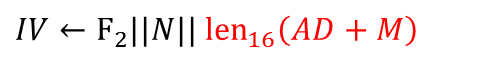 IV ← F₂||N|| len₁₆(AD + M)